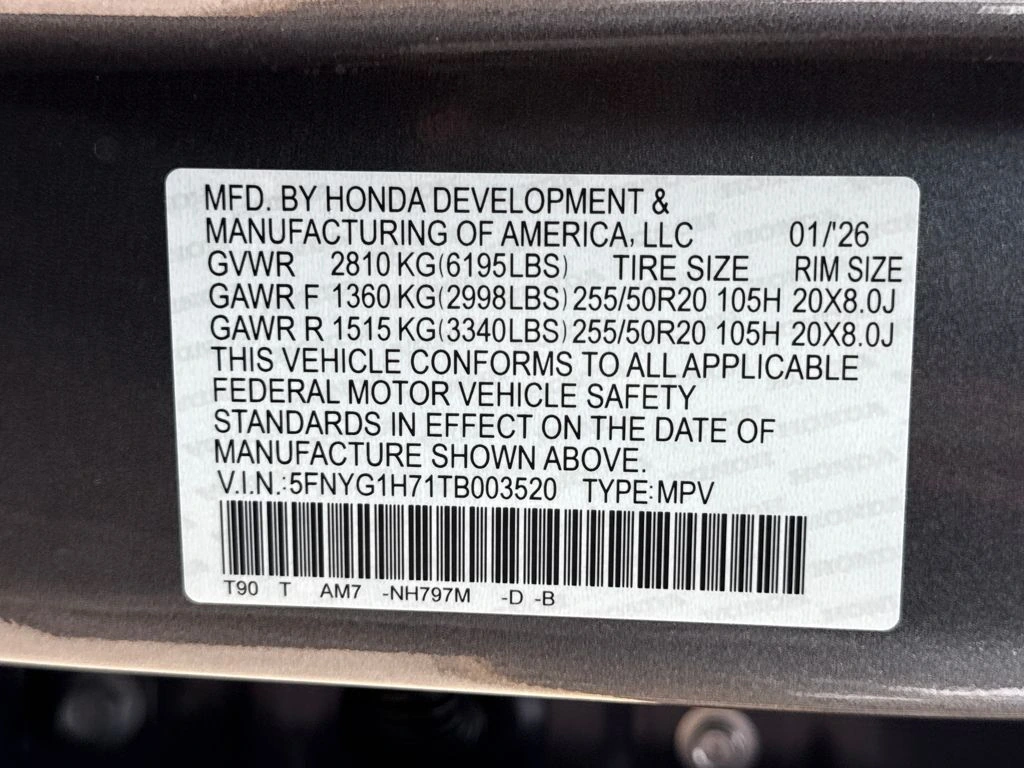 MFD. BY HONDA DEVELOPMENT &
MANUFACTURING OF AMERICA, LLC 01/'26
GVWR 2810 KG(6195LBS) TIRE SIZE RIM SIZE
GAWR F 1360 KG(2998LBS) 255/50R20 105H 20X8.0J
GAWR R 1515 KG(3340LBS) 255/50R20 105H 20X8.0J
THIS VEHICLE CONFORMS TO ALL APPLICABLE
FEDERAL MOTOR VEHICLE SAFETY
STANDARDS IN EFFECT ON THE DATE OF
MANUFACTURE SHOWN ABOVE.
V.I.N.:5FNYG1H71TB003520 TYPE:MPV
T90 T AM7 -NH797M -D -B